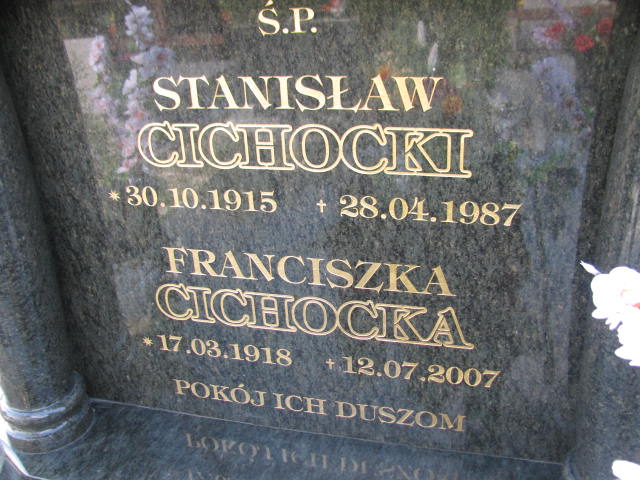 Ś.P.
STANISŁAW
CICHOCKI
* 30.10.1915 + 28.04.1987
FRANCISZKA
CICHOCKA
* 17.03.1918 + 12.07.2007
POKÓJ ICH DUSZOM